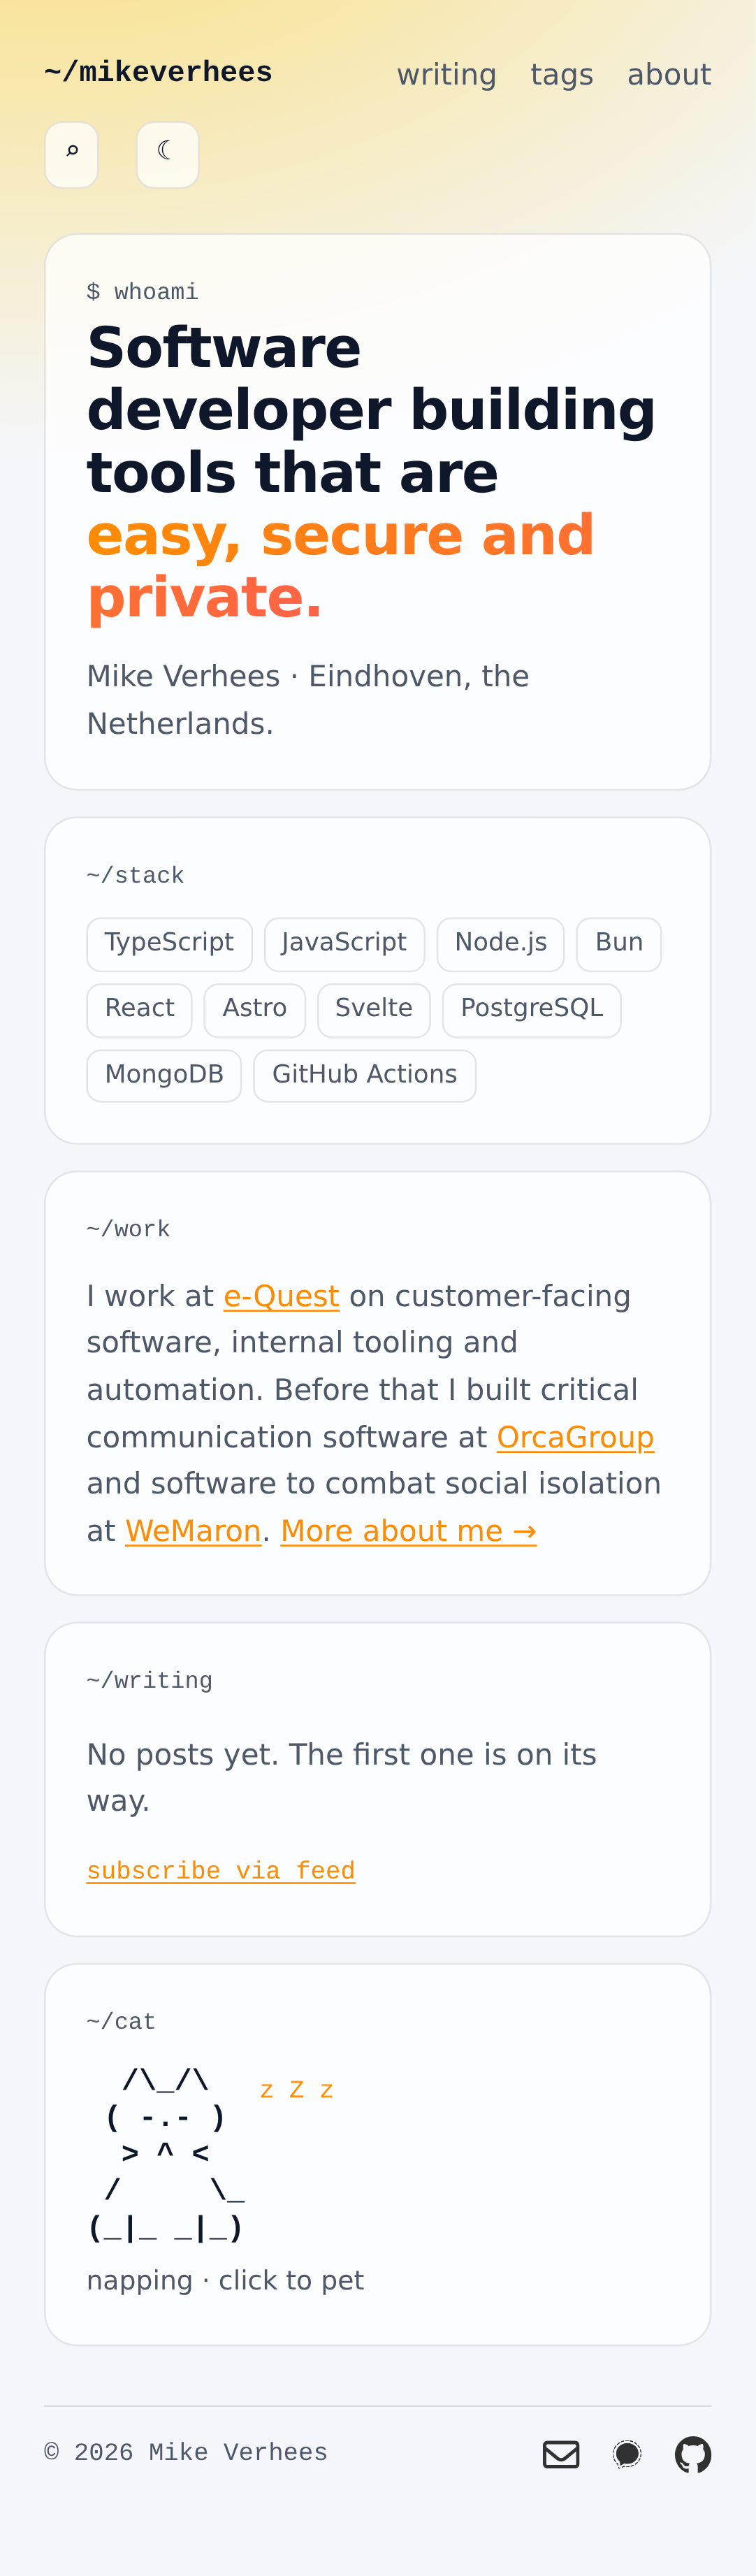 ~/mikeverhees
writing tags about
$ whoami
Software
developer building
tools that are
easy, secure and
private.
Mike Verhees · Eindhoven, the
Netherlands.
~/stack
TypeScript JavaScript Node.js Bun
React Astro Svelte PostgreSQL
MongoDB GitHub Actions
~/work
I work at e-Quest on customer-facing
software, internal tooling and
automation. Before that I built critical
communication software at OrcaGroup
and software to combat social isolation
at WeMaron. More about me →
~/writing
No posts yet. The first one is on its
way.
subscribe via feed
~/cat
  /\_/\   z Z z
 ( -.- )
  > ^ <
 /     \_
(_|_ _|_)
napping · click to pet
© 2026 Mike Verhees